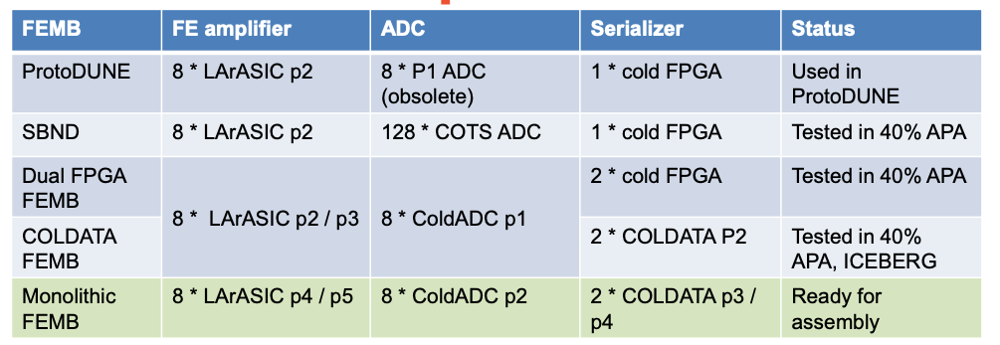 FEMB FE amplifier ADC Serializer Status
ProtoDUNE 8 * LArASIC p2 8 * P1 ADC 1 * cold FPGA Used in
(obsolete) ProtoDUNE
SBND 8 * LArASIC p2 128 * COTS ADC 1 * cold FPGA Tested in 40% APA
Dual FPGA 2 * cold FPGA Tested in 40% APA
FEMB
8 * LArASIC p2 / p3 8 * ColdADC p1
COLDATA 2 * COLDATA P2 Tested in 40%
FEMB APA, ICEBERG
Monolithic 8 * LArASIC p4 / p5 8 * ColdADC p2 2 * COLDATA p3 / Ready for
FEMB p4 assembly